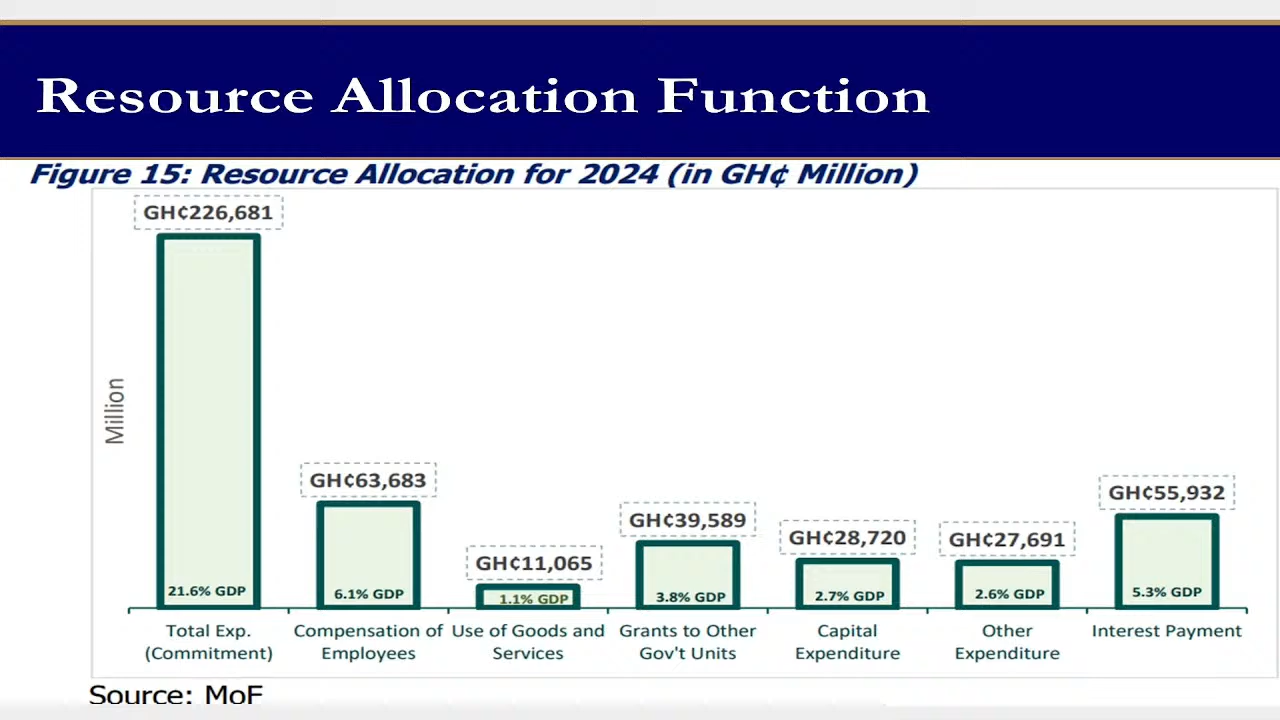 Resource Allocation Function
Figure 15: Resource Allocation for 2024 (in GH¢ Million)
GH¢226,681
GH¢63,683
GH¢11,065
GH¢39,589
GH¢28,720
GH¢27,691
GH¢55,932
Million
21.6% GDP
6.1% GDP
1.1% GDP
3.8% GDP
2.7% GDP
2.6% GDP
5.3% GDP
Total Exp.
(Commitment)
Compensation of
Employees
Use of Goods and
Services
Grants to Other
Gov't Units
Capital
Expenditure
Other
Expenditure
Interest Payment
Source: MoF